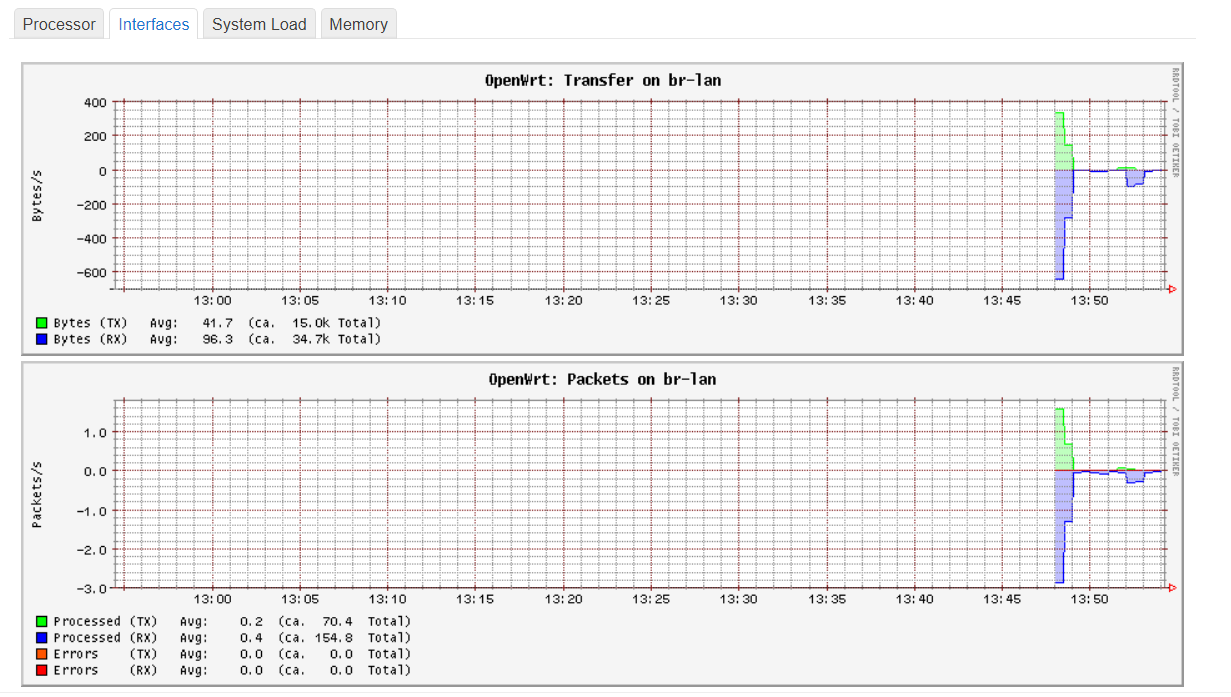 Processor Interfaces System Load Memory
OpenWrt: Transfer on br-lan
RRDTOOL / TOBI OETIKER
Bytes/s
400
200
0
-200
-400
-600
13:00 13:05 13:10 13:15 13:20 13:25 13:30 13:35 13:40 13:45 13:50
Bytes (TX) Avg: 41.7 (ca. 15.0k Total)
Bytes (RX) Avg: 96.3 (ca. 34.7k Total)
OpenWrt: Packets on br-lan
RRDTOOL / TOBI OETIKER
Packets/s
1.0
0.0
-1.0
-2.0
-3.0
13:00 13:05 13:10 13:15 13:20 13:25 13:30 13:35 13:40 13:45 13:50
Processed (TX) Avg: 0.2 (ca. 70.4 Total)
Processed (RX) Avg: 0.4 (ca. 154.8 Total)
Errors (TX) Avg: 0.0 (ca. 0.0 Total)
Errors (RX) Avg: 0.0 (ca. 0.0 Total)